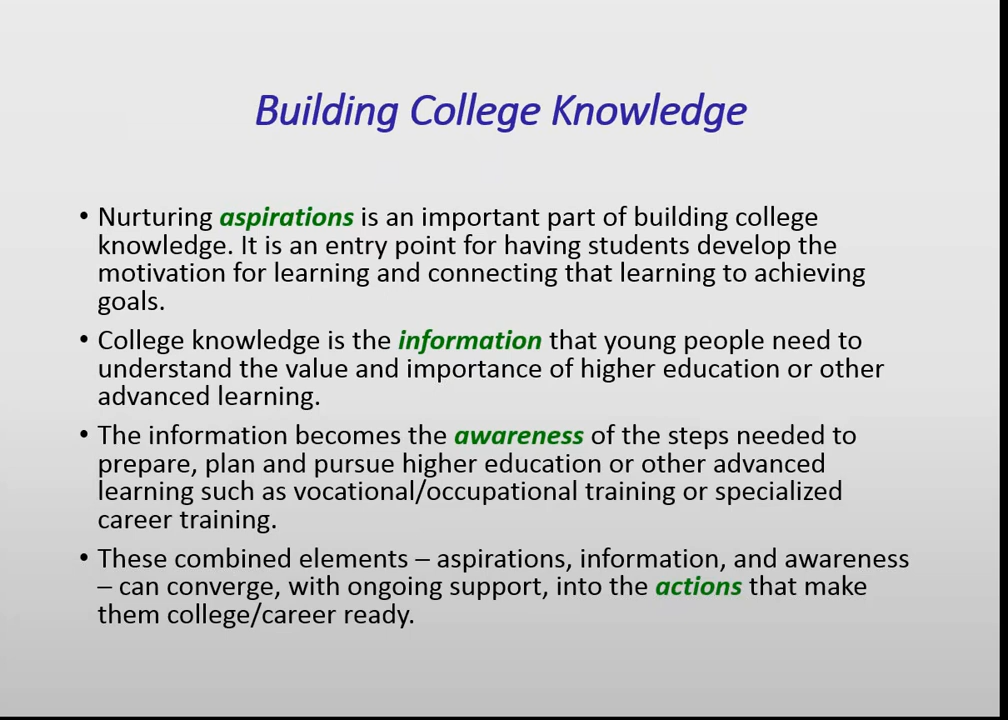 Building College Knowledge
• Nurturing aspirations is an important part of building college
knowledge. It is an entry point for having students develop the
motivation for learning and connecting that learning to achieving
goals.
• College knowledge is the information that young people need to
understand the value and importance of higher education or other
advanced learning.
• The information becomes the awareness of the steps needed to
prepare, plan and pursue higher education or other advanced
learning such as vocational/occupational training or specialized
career training.
• These combined elements – aspirations, information, and awareness
– can converge, with ongoing support, into the actions that make
them college/career ready.